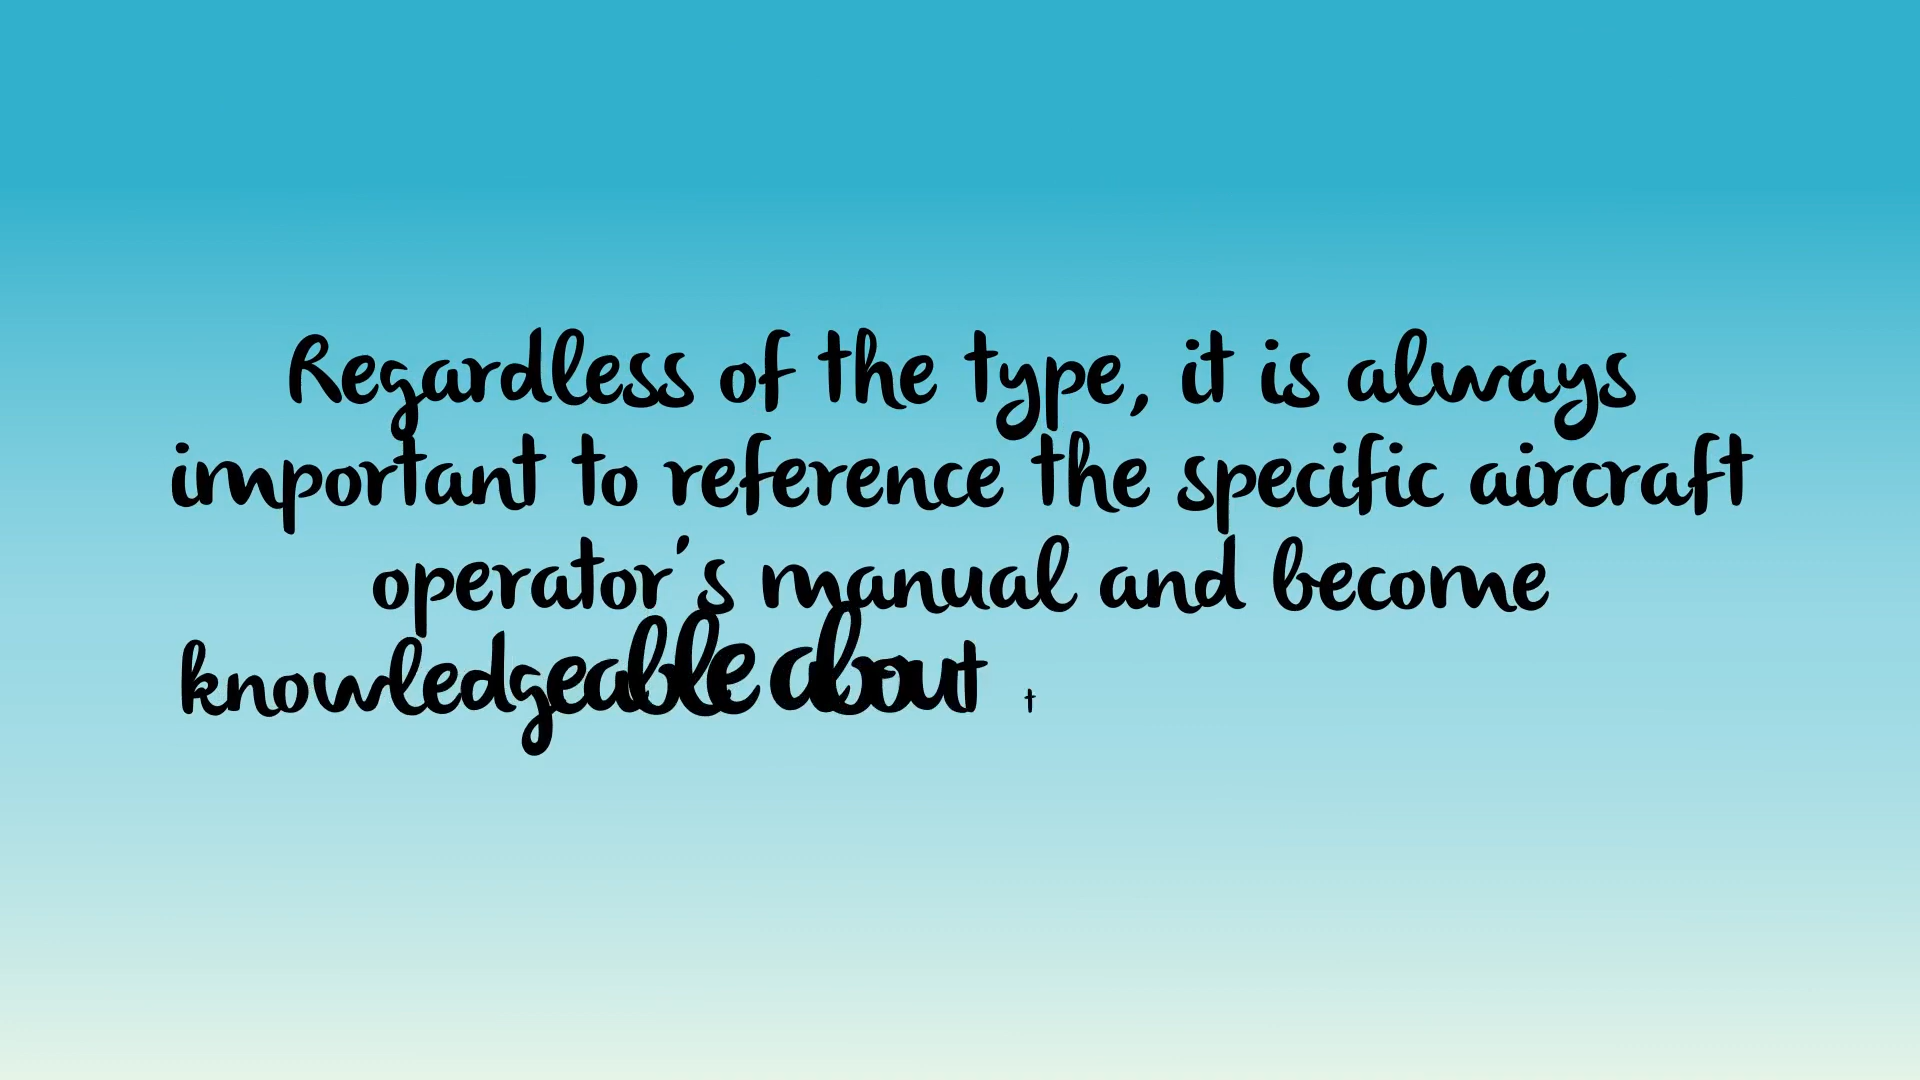 Regardless of the type, it is always
important to reference the specific aircraft
operator's manual and become
knowledgeable about t